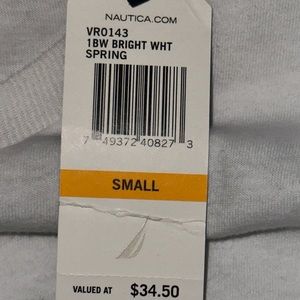 NAUTICA.COM
VR0143
1BW BRIGHT WHT
SPRING
7 49372 40827 3
SMALL
VALUED AT $34.50